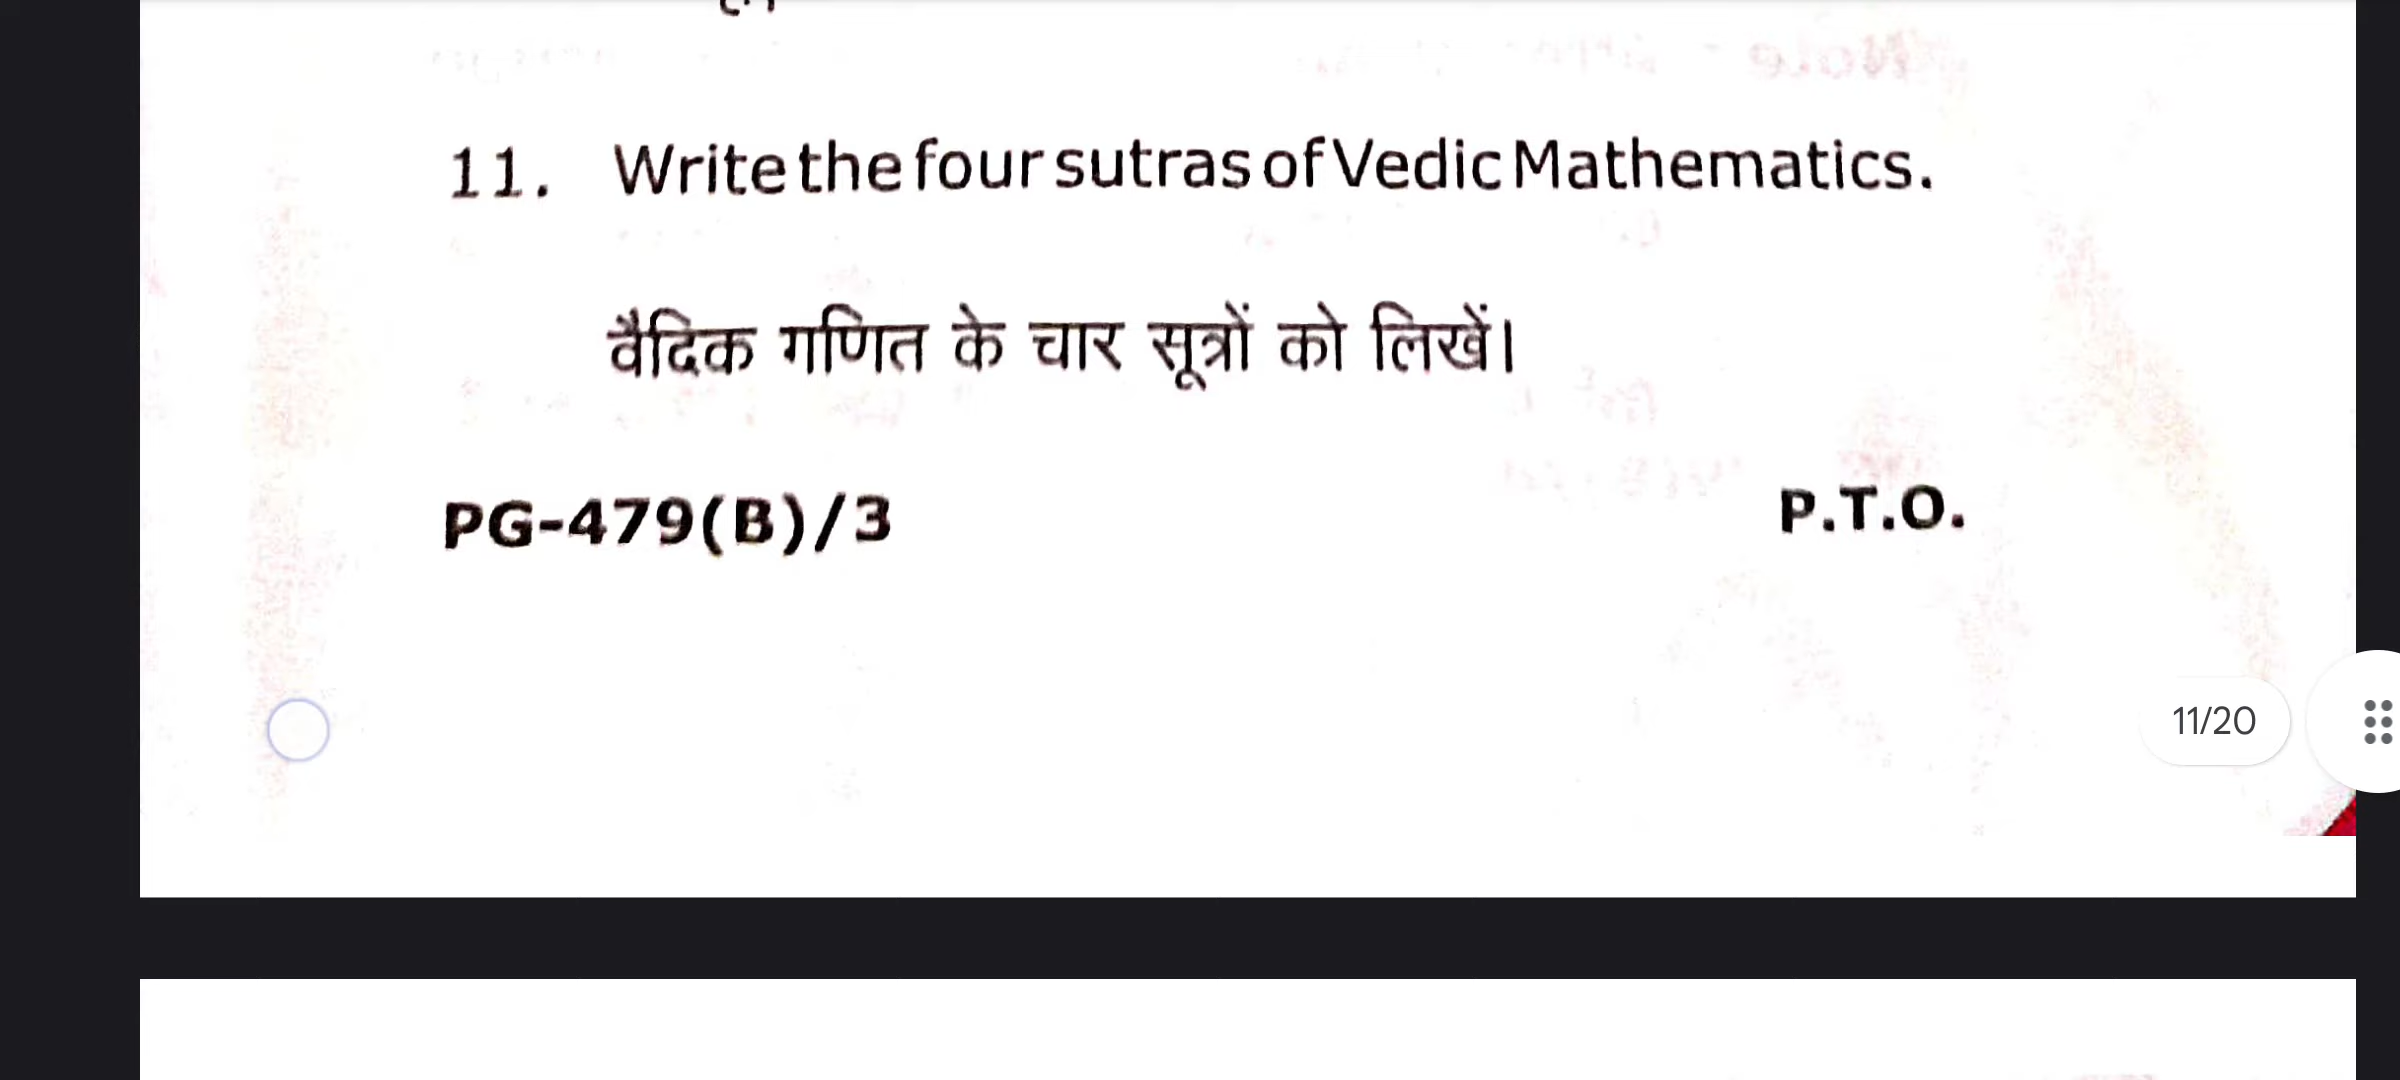 11. Write the four sutras of Vedic Mathematics.
वैदिक गणित के चार सूत्रों को लिखें।
PG-479(B)/3 P.T.O.
11/20